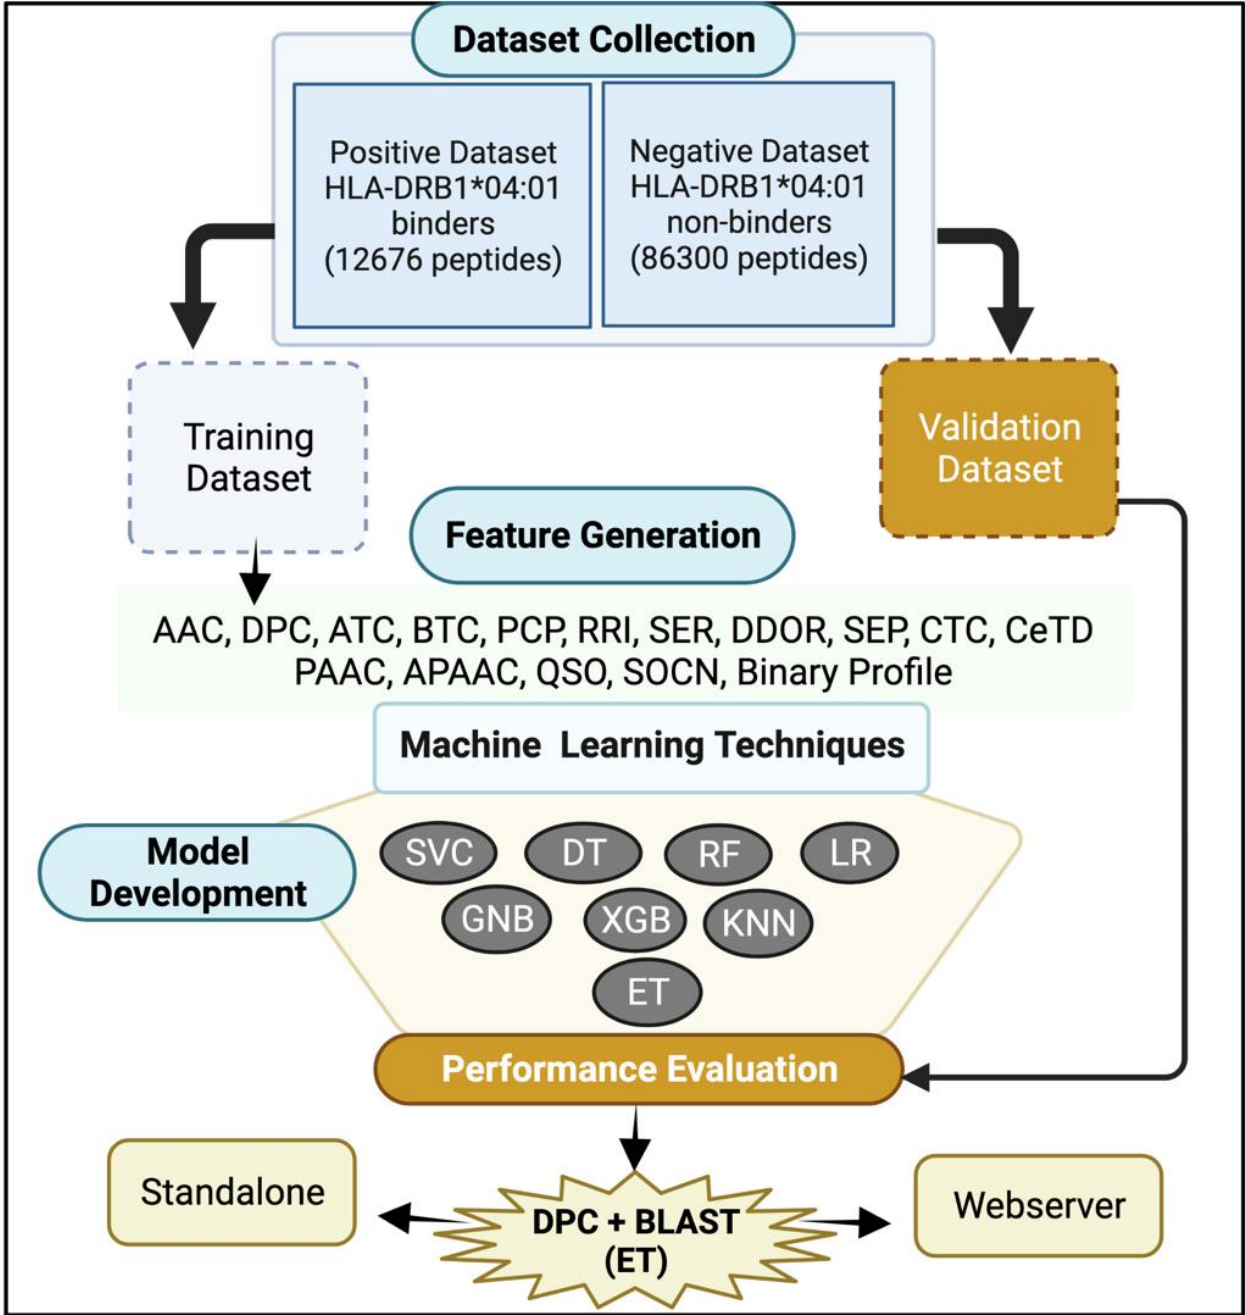 Dataset Collection
Positive Dataset
HLA-DRB1*04:01
binders
(12676 peptides)
Negative Dataset
HLA-DRB1*04:01
non-binders
(86300 peptides)
Training
Dataset
Validation
Dataset
Feature Generation
AAC, DPC, ATC, BTC, PCP, RRI, SER, DDOR, SEP, CTC, CeTD
PAAC, APAAC, QSO, SOCN, Binary Profile
Machine Learning Techniques
Model
Development
SVC DT RF LR
GNB XGB KNN
ET
Performance Evaluation
Standalone
DPC + BLAST
(ET)
Webserver